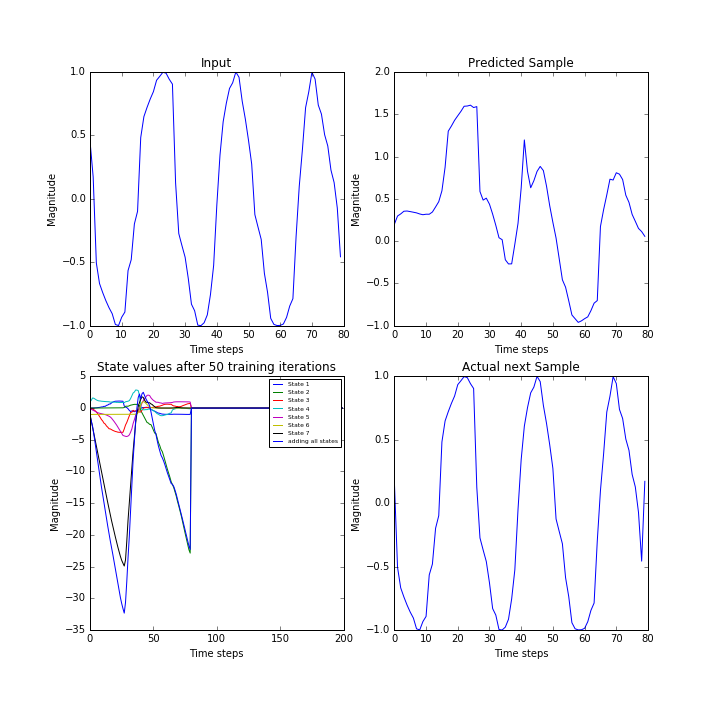 Input
1.0
0.5
0.0
−0.5
−1.0
Magnitude
0 10 20 30 40 50 60 70 80
Time steps
Predicted Sample
2.0
1.5
1.0
0.5
0.0
−0.5
−1.0
Magnitude
0 10 20 30 40 50 60 70 80
Time steps
State values after 50 training iterations
5
0
−5
−10
−15
−20
−25
−30
−35
Magnitude
State 1
State 2
State 3
State 4
State 5
State 6
State 7
adding all states
0 50 100 150 200
Time steps
Actual next Sample
1.0
0.5
0.0
−0.5
−1.0
Magnitude
0 10 20 30 40 50 60 70 80
Time steps